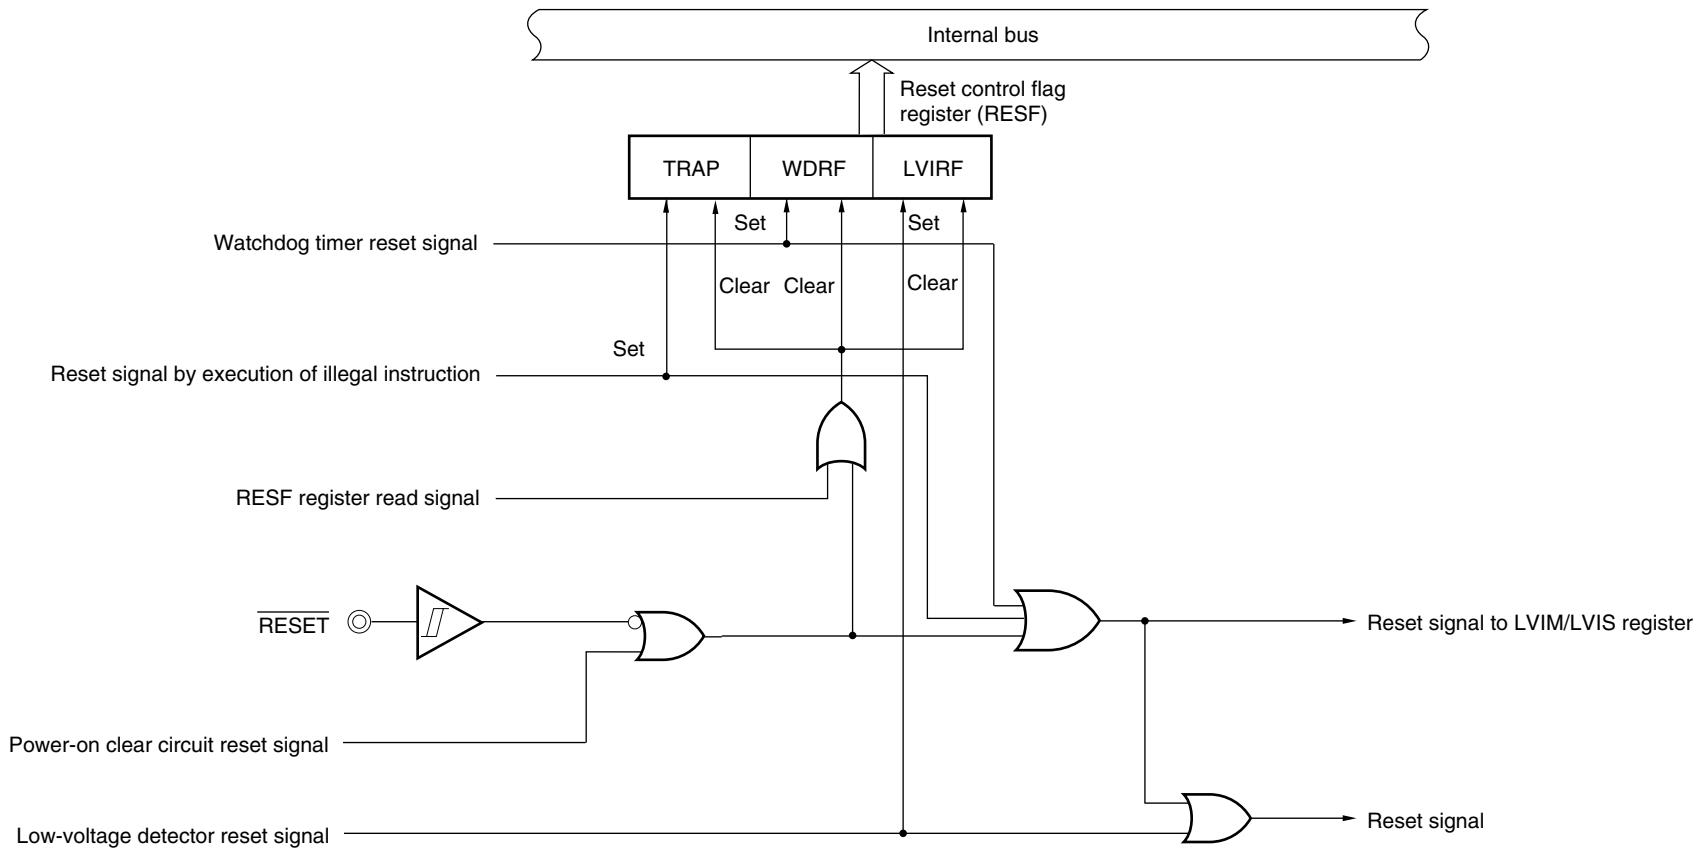 Internal bus
Reset control flag
register (RESF)
TRAP
WDRF
LVIRF
Set
Set
Watchdog timer reset signal
Clear
Clear
Clear
Set
Reset signal by execution of illegal instruction
RESF register read signal
RESET
Reset signal to LVIM/LVIS register
Power-on clear circuit reset signal
Low-voltage detector reset signal
Reset signal